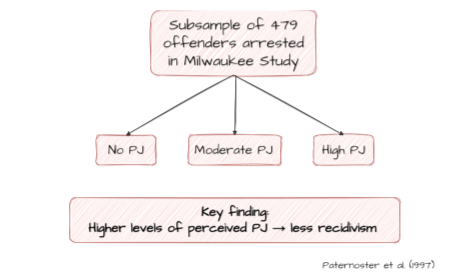 Subsample of 479
offenders arrested
in Milwaukee Study
No PJ
Moderate PJ
High PJ
Key finding:
Higher levels of perceived PJ → less recidivism
Paternoster et al. (1997)